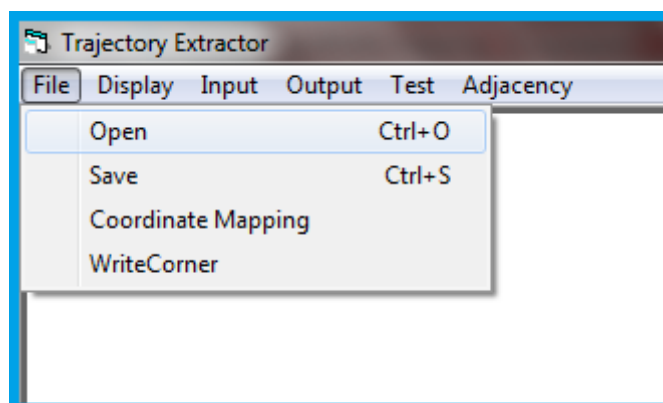 Trajectory Extractor
File Display Input Output Test Adjacency
Open Ctrl+O
Save Ctrl+S
Coordinate Mapping
WriteCorner